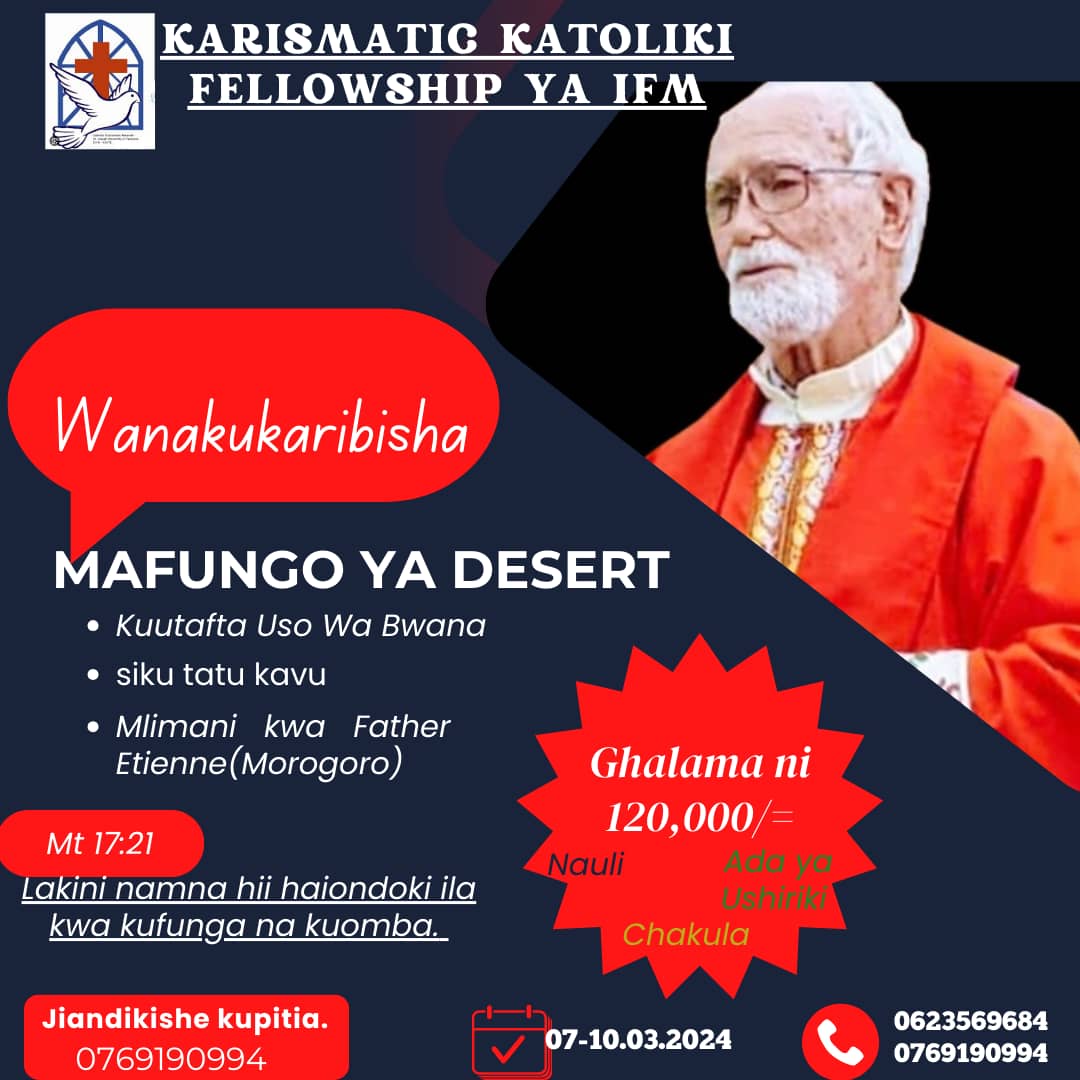 KARISMATIC KATOLIKI
FELLOWSHIP YA IFM
Wanakukaribisha
MAFUNGO YA DESERT
• Kuutafta Uso Wa Bwana
• siku tatu kavu
• Mlimani kwa Father
Etienne(Morogoro)
Ghalama ni
120,000/=
Nauli
Ada ya
Ushiriki
Chakula
Mt 17:21
Lakini namna hii haiondoki ila
kwa kufunga na kuomba.
Jiandikishe kupitia.
0769190994
07-10.03.2024
0623569684
0769190994